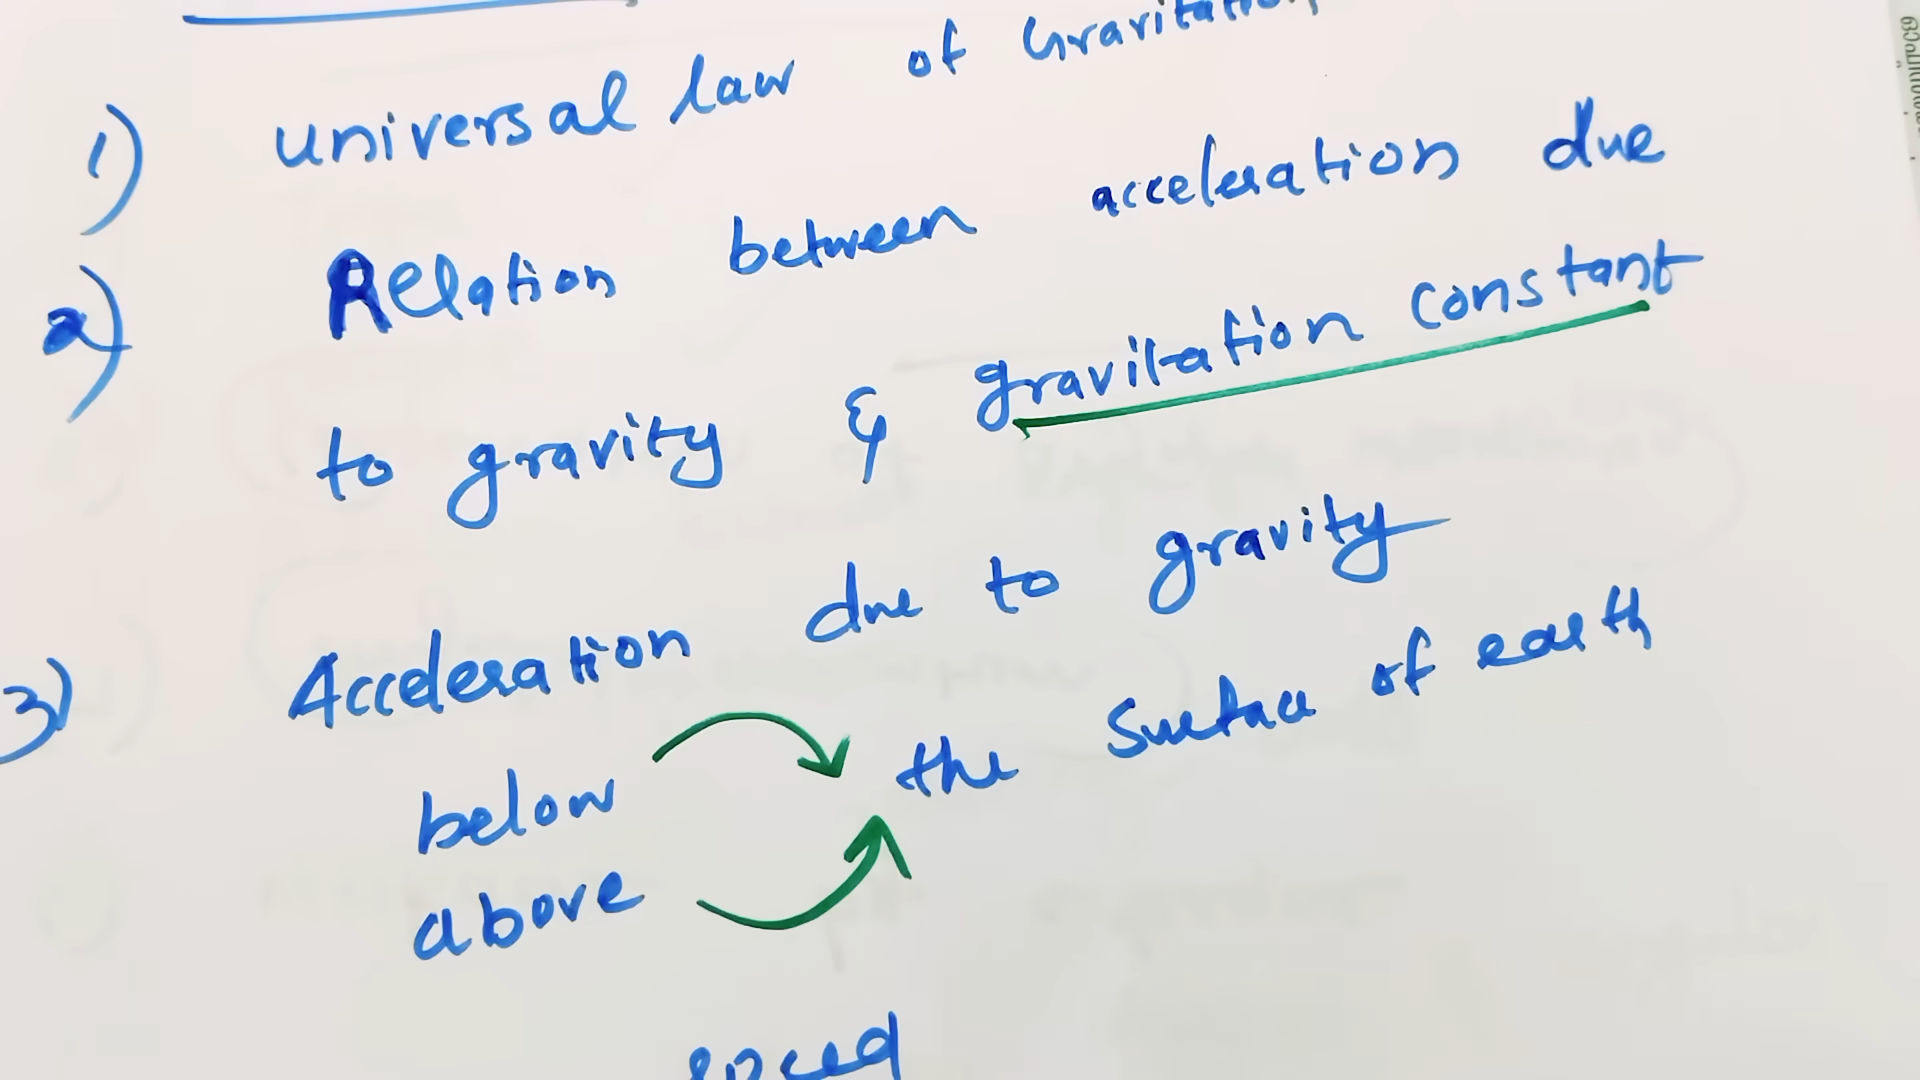 1) universal law of Gravitation
2) Relation between acceleration due
to gravity & gravitation constant
3) Acceleration due to gravity
below the surface of earth
above
speed